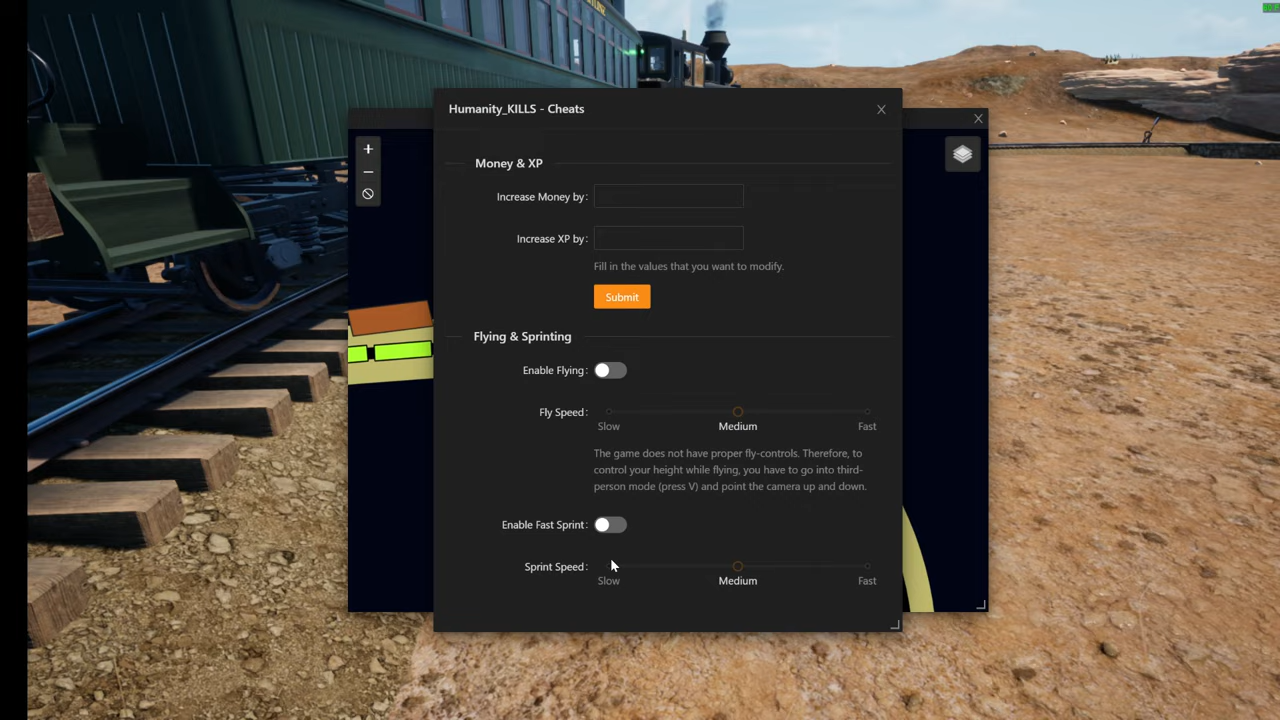 Humanity_KILLS - Cheats
Money & XP
Increase Money by:
Increase XP by:
Fill in the values that you want to modify.
Submit
Flying & Sprinting
Enable Flying:
Fly Speed:
Slow Medium Fast
The game does not have proper fly-controls. Therefore, to
control your height while flying, you have to go into third-
person mode (press V) and point the camera up and down.
Enable Fast Sprint:
Sprint Speed:
Slow Medium Fast